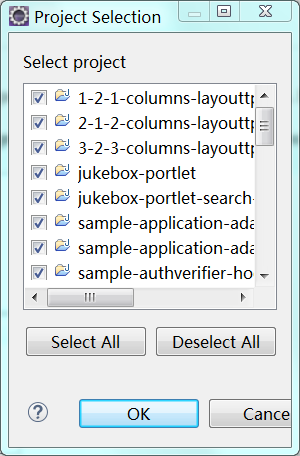 Project Selection
Select project
1-2-1-columns-layouttp
2-1-2-columns-layouttp
3-2-3-columns-layouttp
jukebox-portlet
jukebox-portlet-search-
sample-application-ada
sample-application-ada
sample-authverifier-ho
Select All Deselect All
? OK Cance